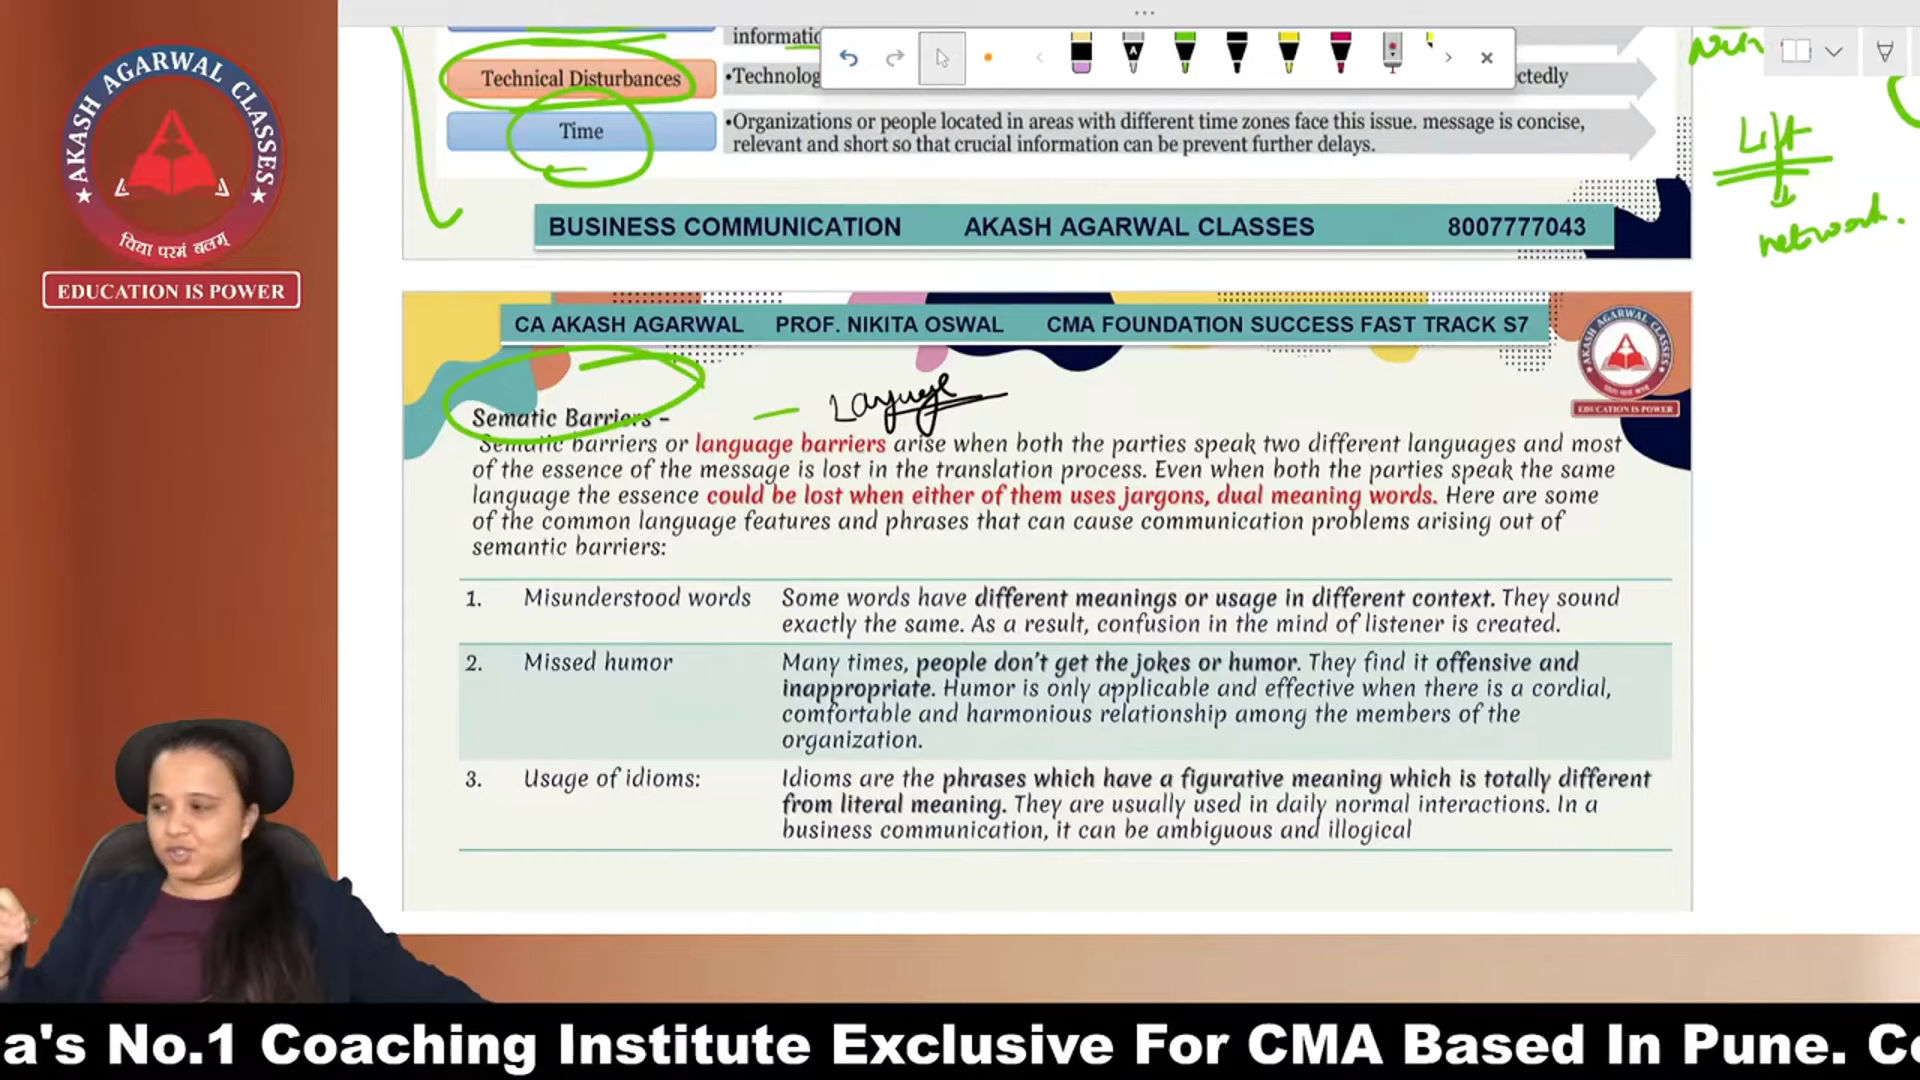 AKASH AGARWAL CLASSES
विद्या परमं बलम्
EDUCATION IS POWER
Technical Disturbances
•Technolog
ectedly
Time
•Organizations or people located in areas with different time zones face this issue. message is concise,
relevant and short so that crucial information can be prevent further delays.
Lift
network.
BUSINESS COMMUNICATION AKASH AGARWAL CLASSES 8007777043
CA AKASH AGARWAL PROF. NIKITA OSWAL CMA FOUNDATION SUCCESS FAST TRACK S7
AKASH AGARWAL CLASSES
EDUCATION IS POWER
Sematic Barriers - Language
Sematic barriers or language barriers arise when both the parties speak two different languages and most
of the essence of the message is lost in the translation process. Even when both the parties speak the same
language the essence could be lost when either of them uses jargons, dual meaning words. Here are some
of the common language features and phrases that can cause communication problems arising out of
semantic barriers:
1. Misunderstood words Some words have different meanings or usage in different context. They sound
exactly the same. As a result, confusion in the mind of listener is created.
2. Missed humor Many times, people don't get the jokes or humor. They find it offensive and
inappropriate. Humor is only applicable and effective when there is a cordial,
comfortable and harmonious relationship among the members of the
organization.
3. Usage of idioms: Idioms are the phrases which have a figurative meaning which is totally different
from literal meaning. They are usually used in daily normal interactions. In a
business communication, it can be ambiguous and illogical
a's No.1 Coaching Institute Exclusive For CMA Based In Pune. Co